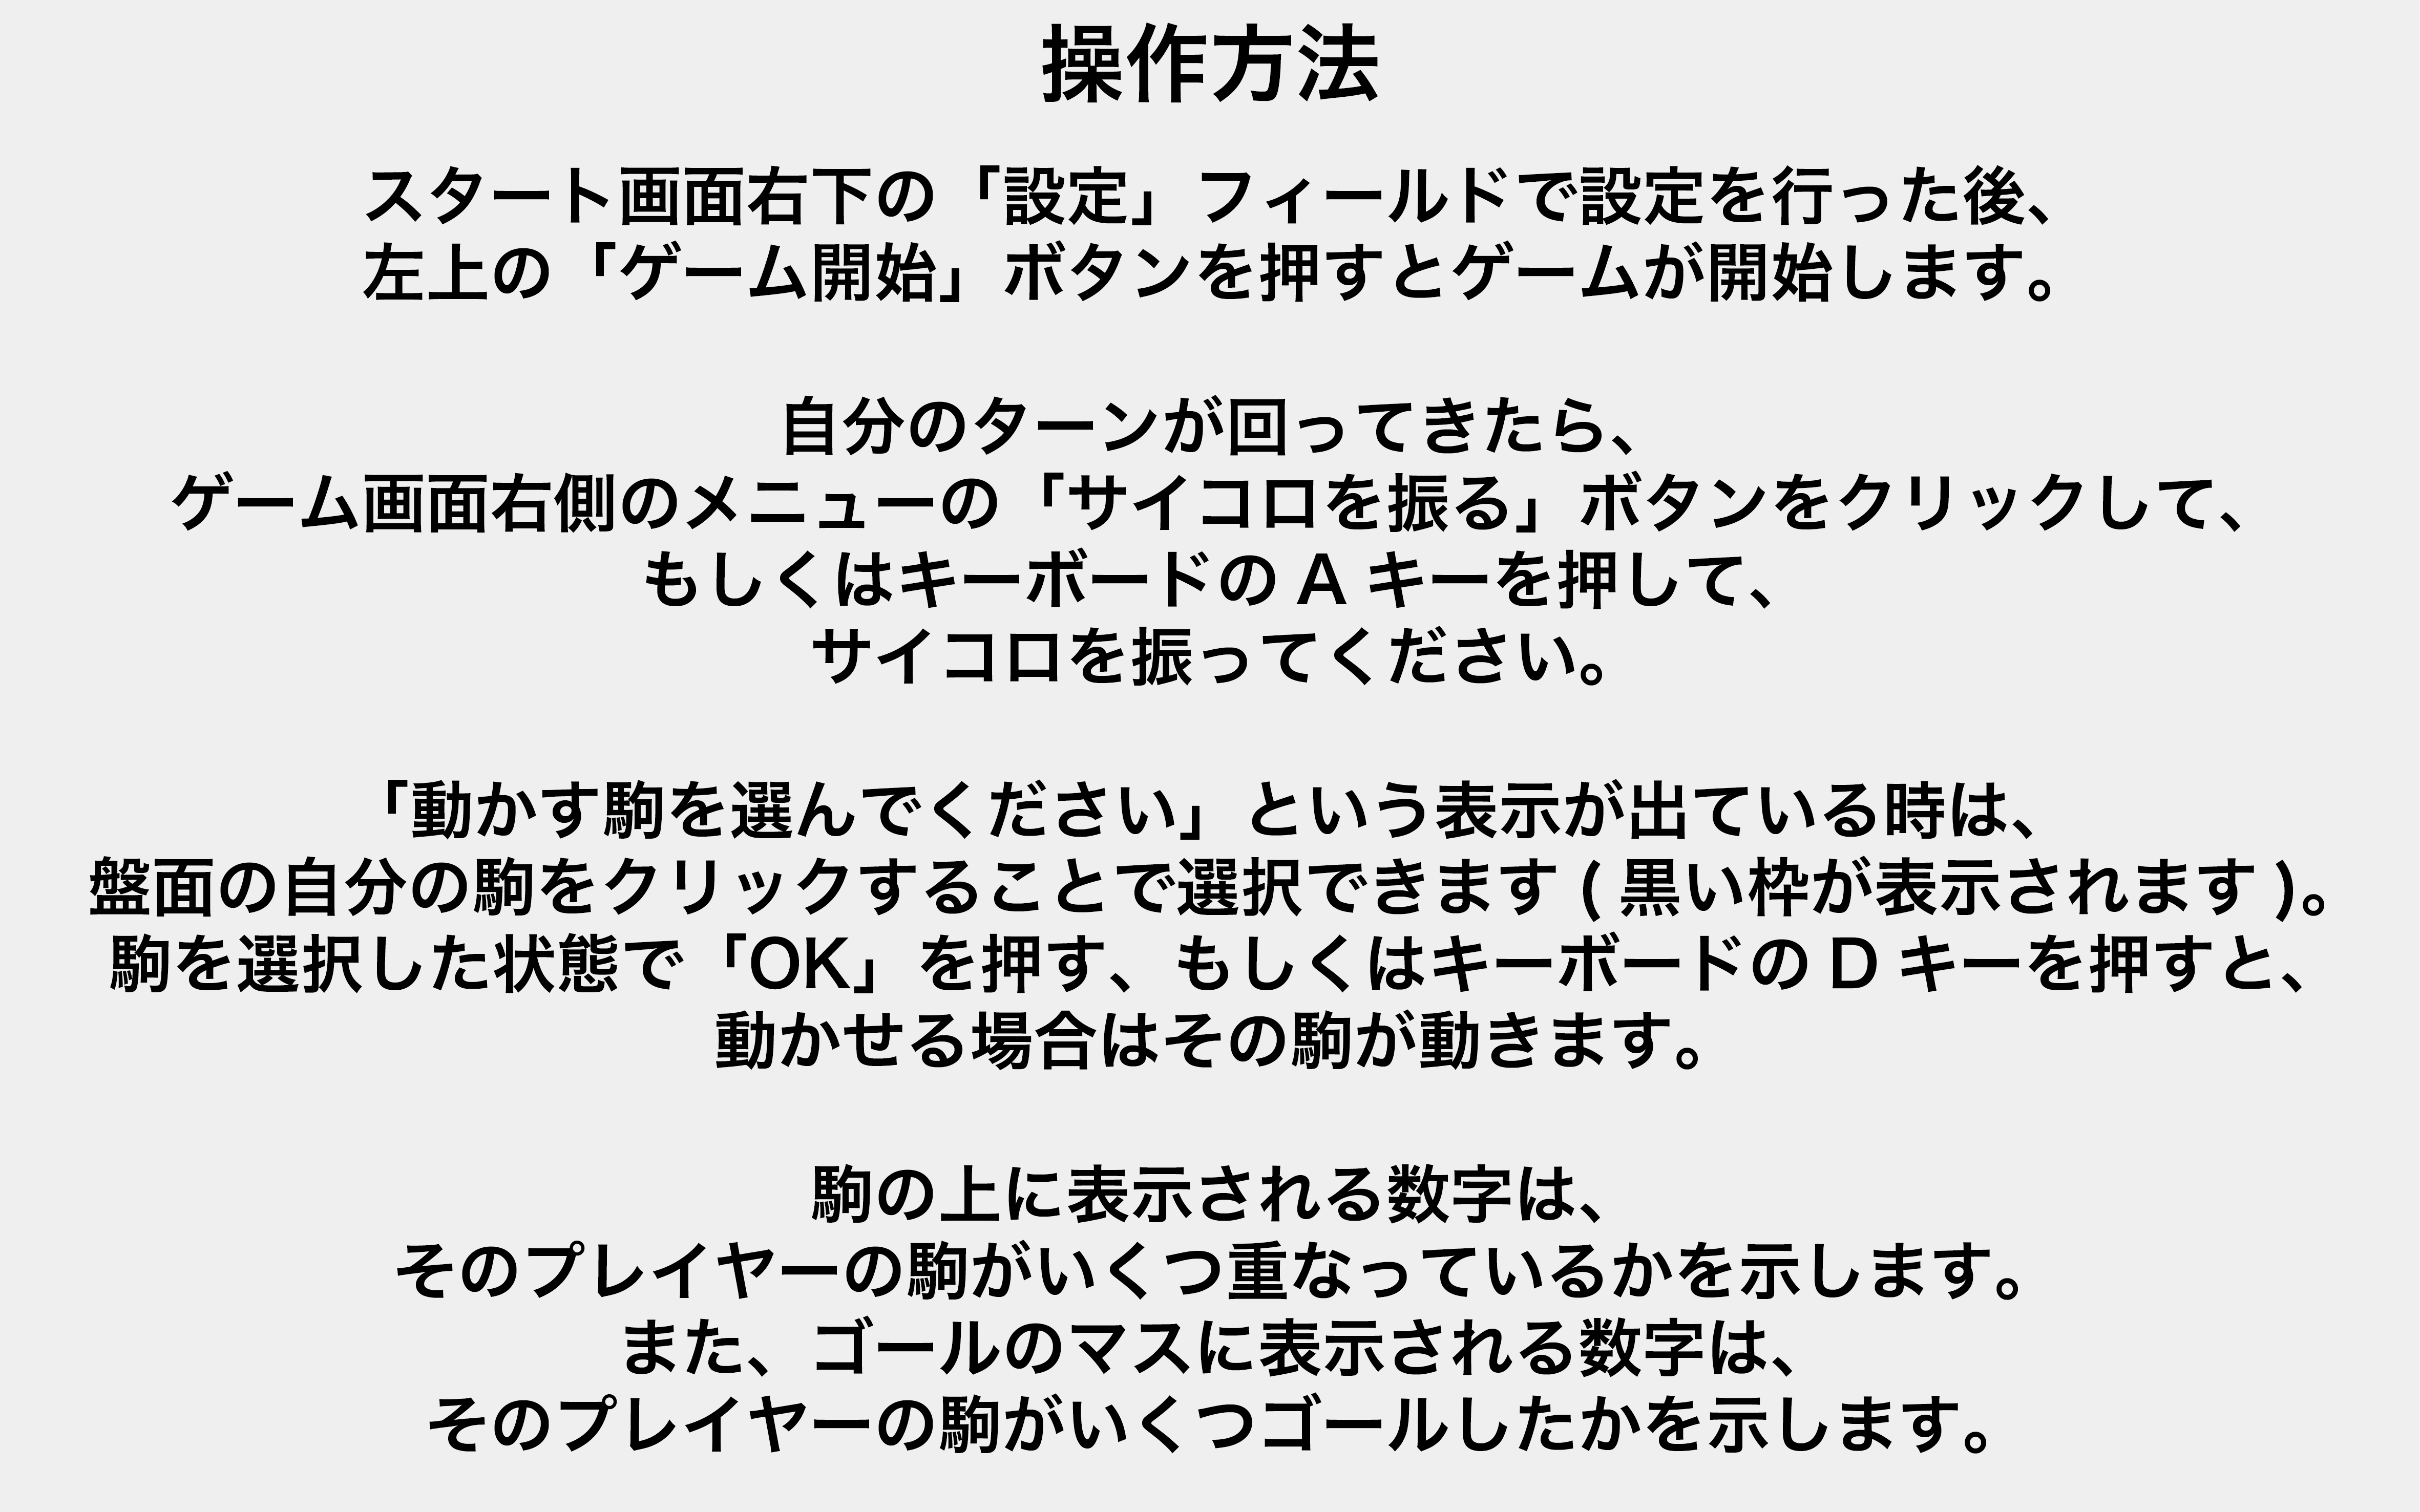 操作方法
スタート画面右下の「設定」フィールドで設定を行った後、
左上の「ゲーム開始」ボタンを押すとゲームが開始します。
自分のターンが回ってきたら、
ゲーム画面右側のメニューの「サイコロを振る」ボタンをクリックして、
もしくはキーボードの A キーを押して、
サイコロを振ってください。
「動かす駒を選んでください」という表示が出ている時は、
盤面の自分の駒をクリックすることで選択できます ( 黒い枠が表示されます )。
駒を選択した状態で「OK」を押す、もしくはキーボードの D キーを押すと、
動かせる場合はその駒が動きます。
駒の上に表示される数字は、
そのプレイヤーの駒がいくつ重なっているかを示します。
また、ゴールのマスに表示される数字は、
そのプレイヤーの駒がいくつゴールしたかを示します。